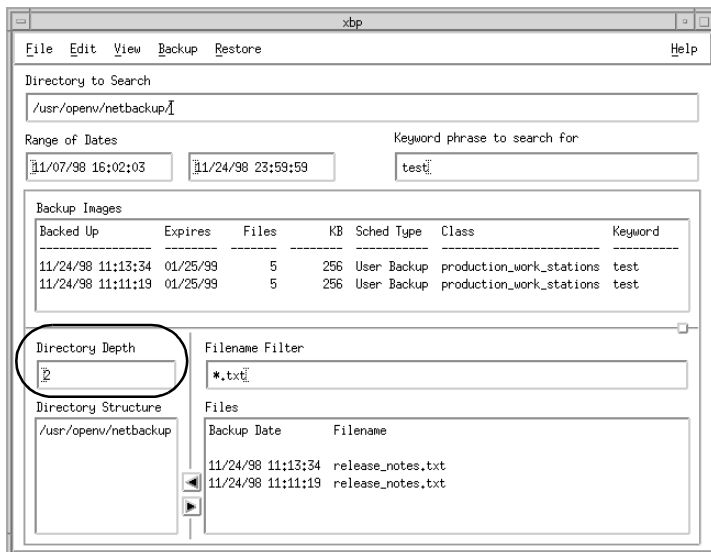 xbp
File Edit View Backup Restore Help
Directory to Search
/usr/openv/netbackup/
Range of Dates Keyword phrase to search for
11/07/98 16:02:03 11/24/98 23:59:59 test
Backup Images
Backed Up Expires Files KB Sched Type Class Keyword
----------------- -------- ------- -------- ----------- ------------------------ ----------
11/24/98 11:13:34 01/25/99 5 256 User Backup production_work_stations test
11/24/98 11:11:19 01/25/99 5 256 User Backup production_work_stations test
Directory Depth Filename Filter
2 *.txt
Directory Structure Files
/usr/openv/netbackup Backup Date Filename
11/24/98 11:13:34 release_notes.txt
11/24/98 11:11:19 release_notes.txt